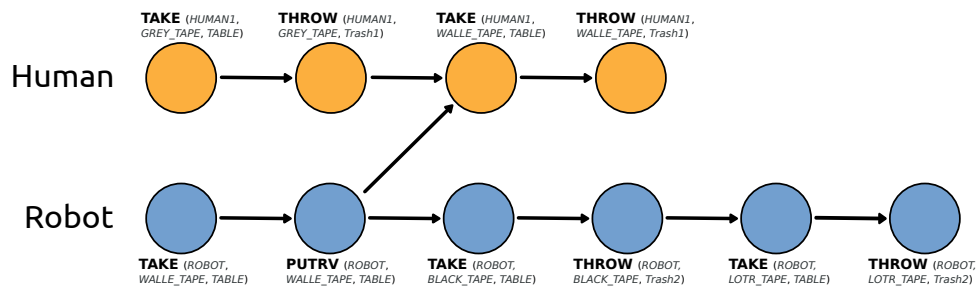 TAKE (HUMAN1,
GREY_TAPE, TABLE)
THROW (HUMAN1,
GREY_TAPE, Trash1)
TAKE (HUMAN1,
WALLE_TAPE, TABLE)
THROW (HUMAN1,
WALLE_TAPE, Trash1)
Human
Robot
TAKE (ROBOT,
WALLE_TAPE, TABLE)
PUTRV (ROBOT,
WALLE_TAPE, TABLE)
TAKE (ROBOT,
BLACK_TAPE, TABLE)
THROW (ROBOT,
BLACK_TAPE, Trash2)
TAKE (ROBOT,
LOTR_TAPE, TABLE)
THROW (ROBOT,
LOTR_TAPE, Trash2)